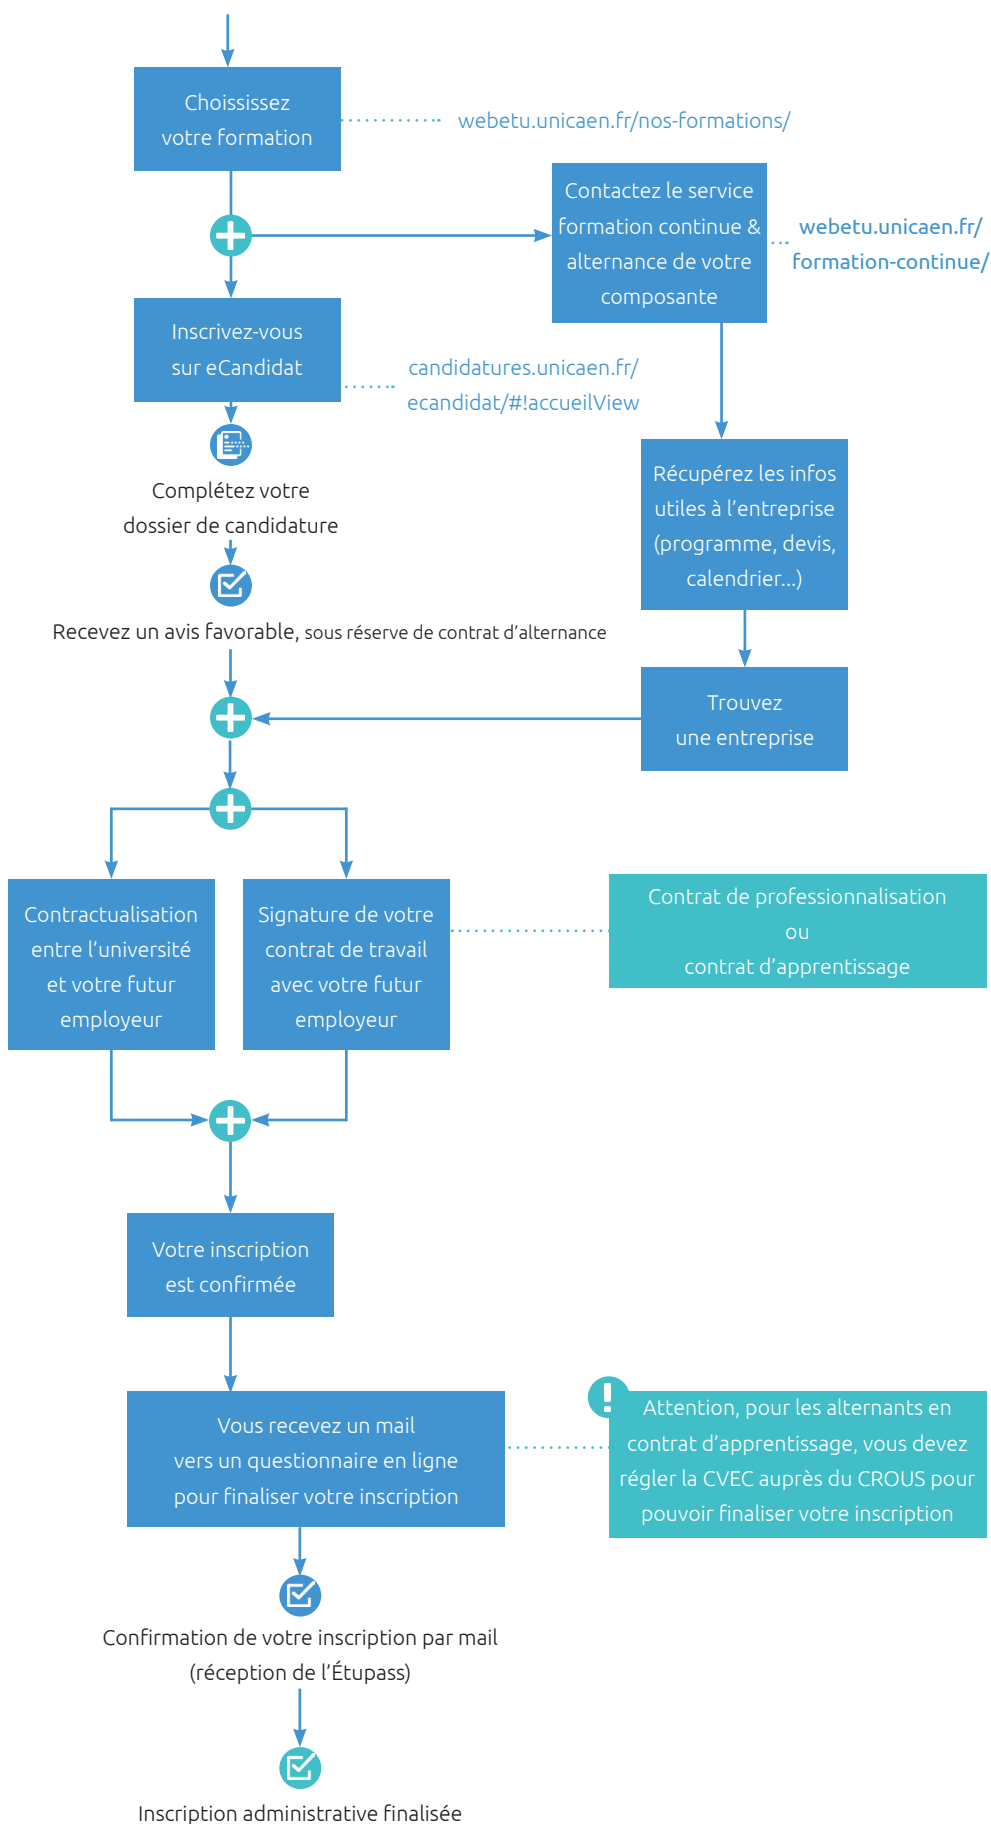 Choississez
votre formation
webetu.unicaen.fr/nos-formations/
Contactez le service
formation continue &
alternance de votre
composante
webetu.unicaen.fr/
formation-continue/
Inscrivez-vous
sur eCandidat
candidatures.unicaen.fr/
ecandidat/#!accueilView
Complétez votre
dossier de candidature
Récupérez les infos
utiles à l’entreprise
(programme, devis,
calendrier...)
Recevez un avis favorable, sous réserve de contrat d’alternance
Trouvez
une entreprise
Contractualisation
entre l’université
et votre futur
employeur
Signature de votre
contrat de travail
avec votre futur
employeur
Contrat de professionnalisation
ou
contrat d’apprentissage
Votre inscription
est confirmée
Vous recevez un mail
vers un questionnaire en ligne
pour finaliser votre inscription
Attention, pour les alternants en
contrat d’apprentissage, vous devez
régler la CVEC auprès du CROUS pour
pouvoir finaliser votre inscription
Confirmation de votre inscription par mail
(réception de l’Étupass)
Inscription administrative finalisée